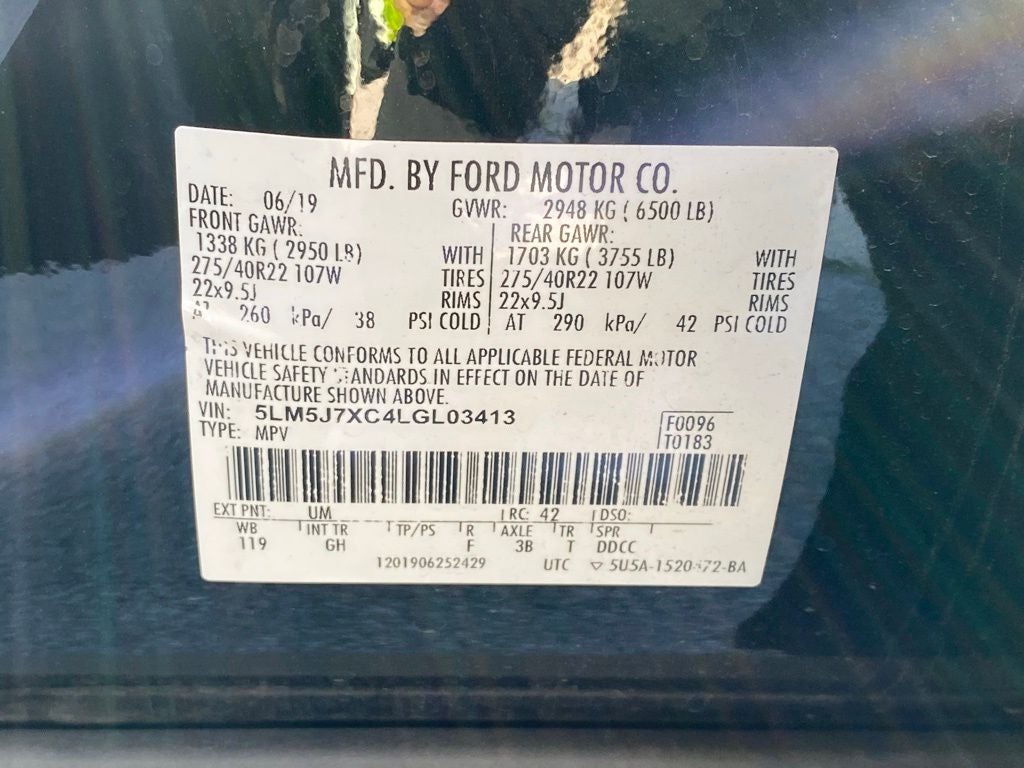 MFD. BY FORD MOTOR CO.
DATE: 06/19 GVWR: 2948 KG ( 6500 LB)
FRONT GAWR: REAR GAWR:
1338 KG ( 2950 LB) WITH 1703 KG ( 3755 LB) WITH
275/40R22 107W TIRES 275/40R22 107W TIRES
22x9.5J RIMS 22x9.5J RIMS
AT 260 kPa/ 38 PSI COLD AT 290 kPa/ 42 PSI COLD
THIS VEHICLE CONFORMS TO ALL APPLICABLE FEDERAL MOTOR
VEHICLE SAFETY STANDARDS IN EFFECT ON THE DATE OF
MANUFACTURE SHOWN ABOVE.
VIN: 5LM5J7XC4LGL03413 F0096
TYPE: MPV T0183
EXT PNT: UM RC: 42 DSO:
WB INT TR TP/PS R AXLE TR SPR
119 GH F 3B T DDCC
1201906252429 UTC ▽